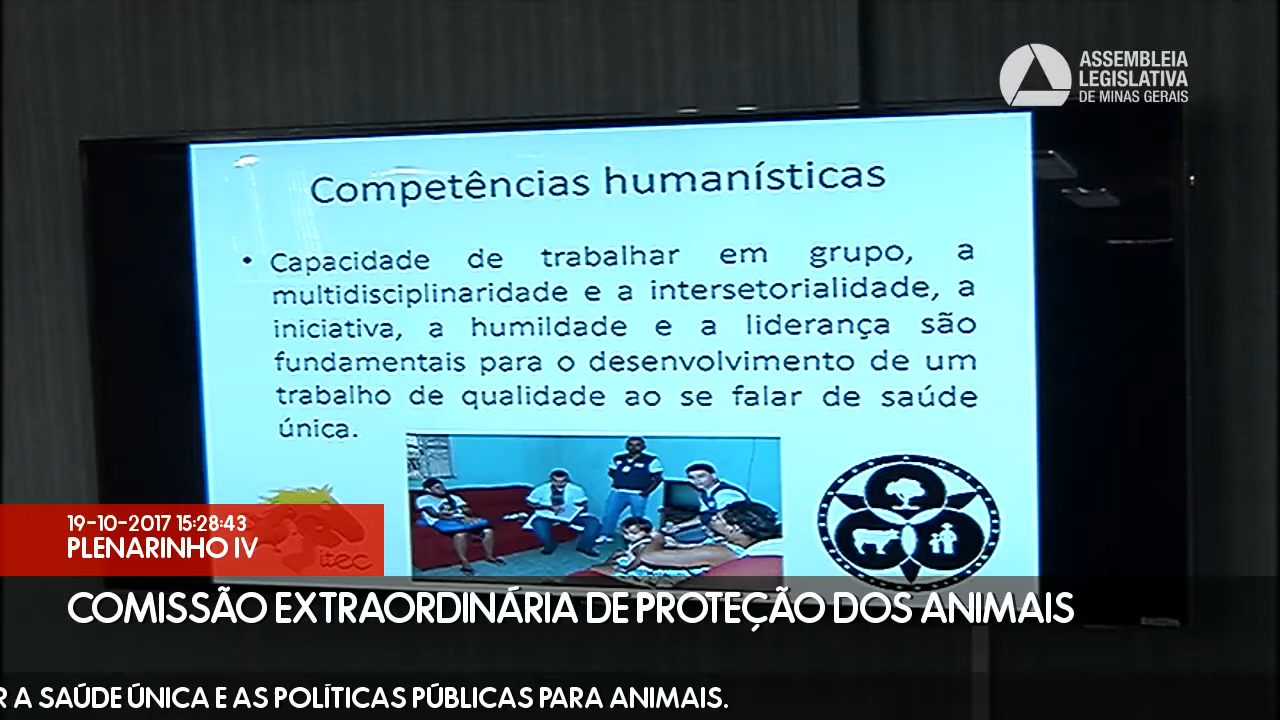 ASSEMBLEIA
LEGISLATIVA
DE MINAS GERAIS
Competências humanísticas
• Capacidade de trabalhar em grupo, a
multidisciplinaridade e a intersetorialidade, a
iniciativa, a humildade e a liderança são
fundamentais para o desenvolvimento de um
trabalho de qualidade ao se falar de saúde
única.
itec
19-10-2017 15:28:43
PLENARINHO IV
COMISSÃO EXTRAORDINÁRIA DE PROTEÇÃO DOS ANIMAIS
R A SAÚDE ÚNICA E AS POLÍTICAS PÚBLICAS PARA ANIMAIS.